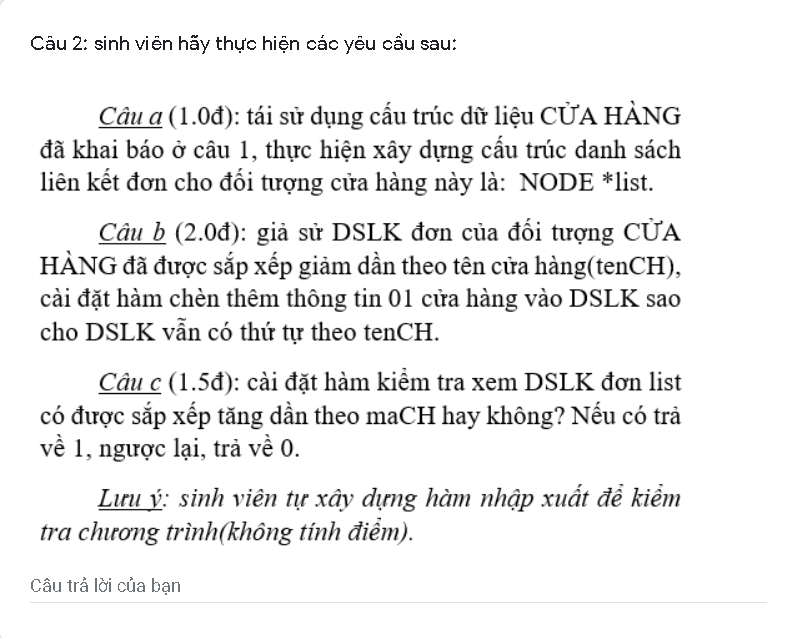 Câu 2: sinh viên hãy thực hiện các yêu cầu sau:
Câu a (1.0đ): tái sử dụng cấu trúc dữ liệu CỬA HÀNG
đã khai báo ở câu 1, thực hiện xây dựng cấu trúc danh sách
liên kết đơn cho đối tượng cửa hàng này là: NODE *list.
Câu b (2.0đ): giả sử DSLK đơn của đối tượng CỬA
HÀNG đã được sắp xếp giảm dần theo tên cửa hàng(tenCH),
cài đặt hàm chèn thêm thông tin 01 cửa hàng vào DSLK sao
cho DSLK vẫn có thứ tự theo tenCH.
Câu c (1.5đ): cài đặt hàm kiểm tra xem DSLK đơn list
có được sắp xếp tăng dần theo maCH hay không? Nếu có trả
về 1, ngược lại, trả về 0.
Lưu ý: sinh viên tự xây dựng hàm nhập xuất để kiểm
tra chương trình(không tính điểm).
Câu trả lời của bạn